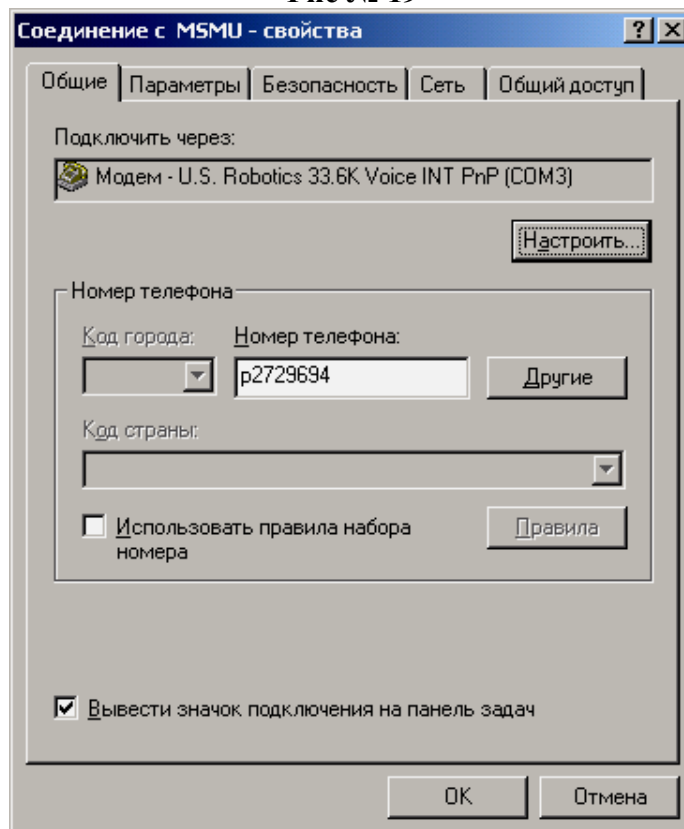 Соединение с MSMU - свойства
Общие Параметры Безопасность Сеть Общий доступ
Подключить через:
Модем - U.S. Robotics 33.6K Voice INT PnP (COM3)
Настроить...
Номер телефона
Код города: Номер телефона:
p2729694 Другие
Код страны:
Использовать правила набора Правила
номера
Вывести значок подключения на панель задач
OK Отмена